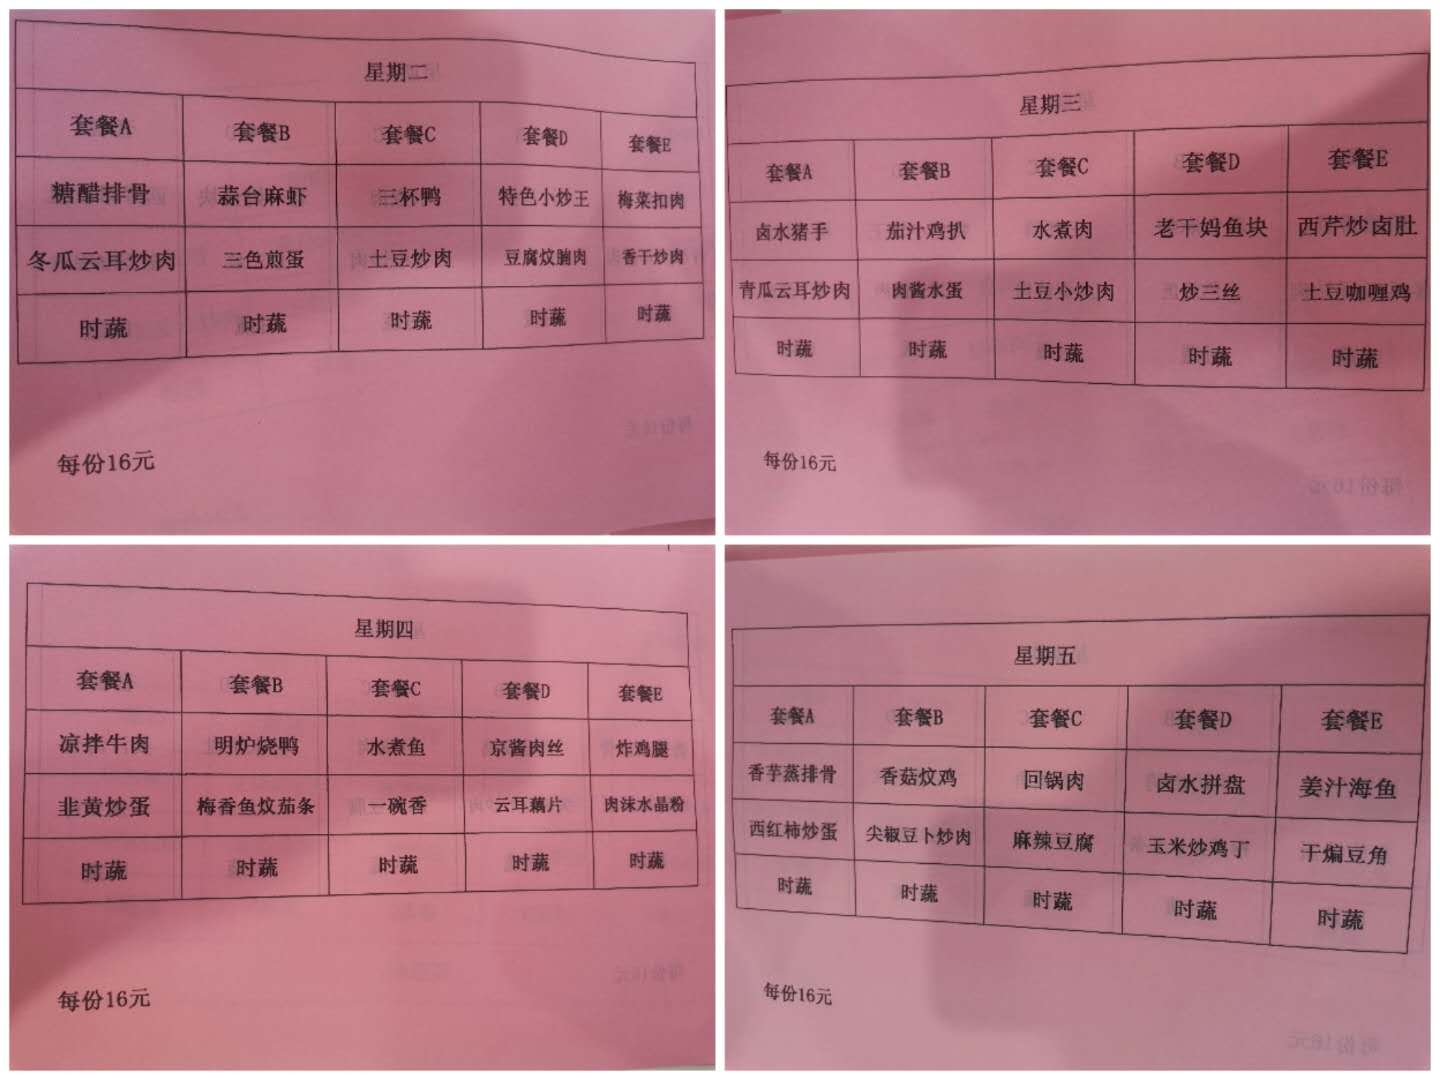 星期二
套餐A 套餐B 套餐C 套餐D 套餐E
糖醋排骨 蒜台麻虾 三杯鸭 特色小炒王 梅菜扣肉
冬瓜云耳炒肉 三色煎蛋 土豆炒肉 豆腐炆腩肉 香干炒肉
时蔬 时蔬 时蔬 时蔬 时蔬
每份16元
星期三
套餐A 套餐B 套餐C 套餐D 套餐E
卤水猪手 茄汁鸡扒 水煮肉 老干妈鱼块 西芹炒卤肚
青瓜云耳炒肉 肉酱水蛋 土豆小炒肉 炒三丝 土豆咖喱鸡
时蔬 时蔬 时蔬 时蔬 时蔬
每份16元
星期四
套餐A 套餐B 套餐C 套餐D 套餐E
凉拌牛肉 明炉烧鸭 水煮鱼 京酱肉丝 炸鸡腿
韭黄炒蛋 梅香鱼炆茄条 一碗香 云耳藕片 肉沫水晶粉
时蔬 时蔬 时蔬 时蔬 时蔬
每份16元
星期五
套餐A 套餐B 套餐C 套餐D 套餐E
香芋蒸排骨 香菇炆鸡 回锅肉 卤水拼盘 姜汁海鱼
西红柿炒蛋 尖椒豆卜炒肉 麻辣豆腐 玉米炒鸡丁 干煸豆角
时蔬 时蔬 时蔬 时蔬 时蔬
每份16元